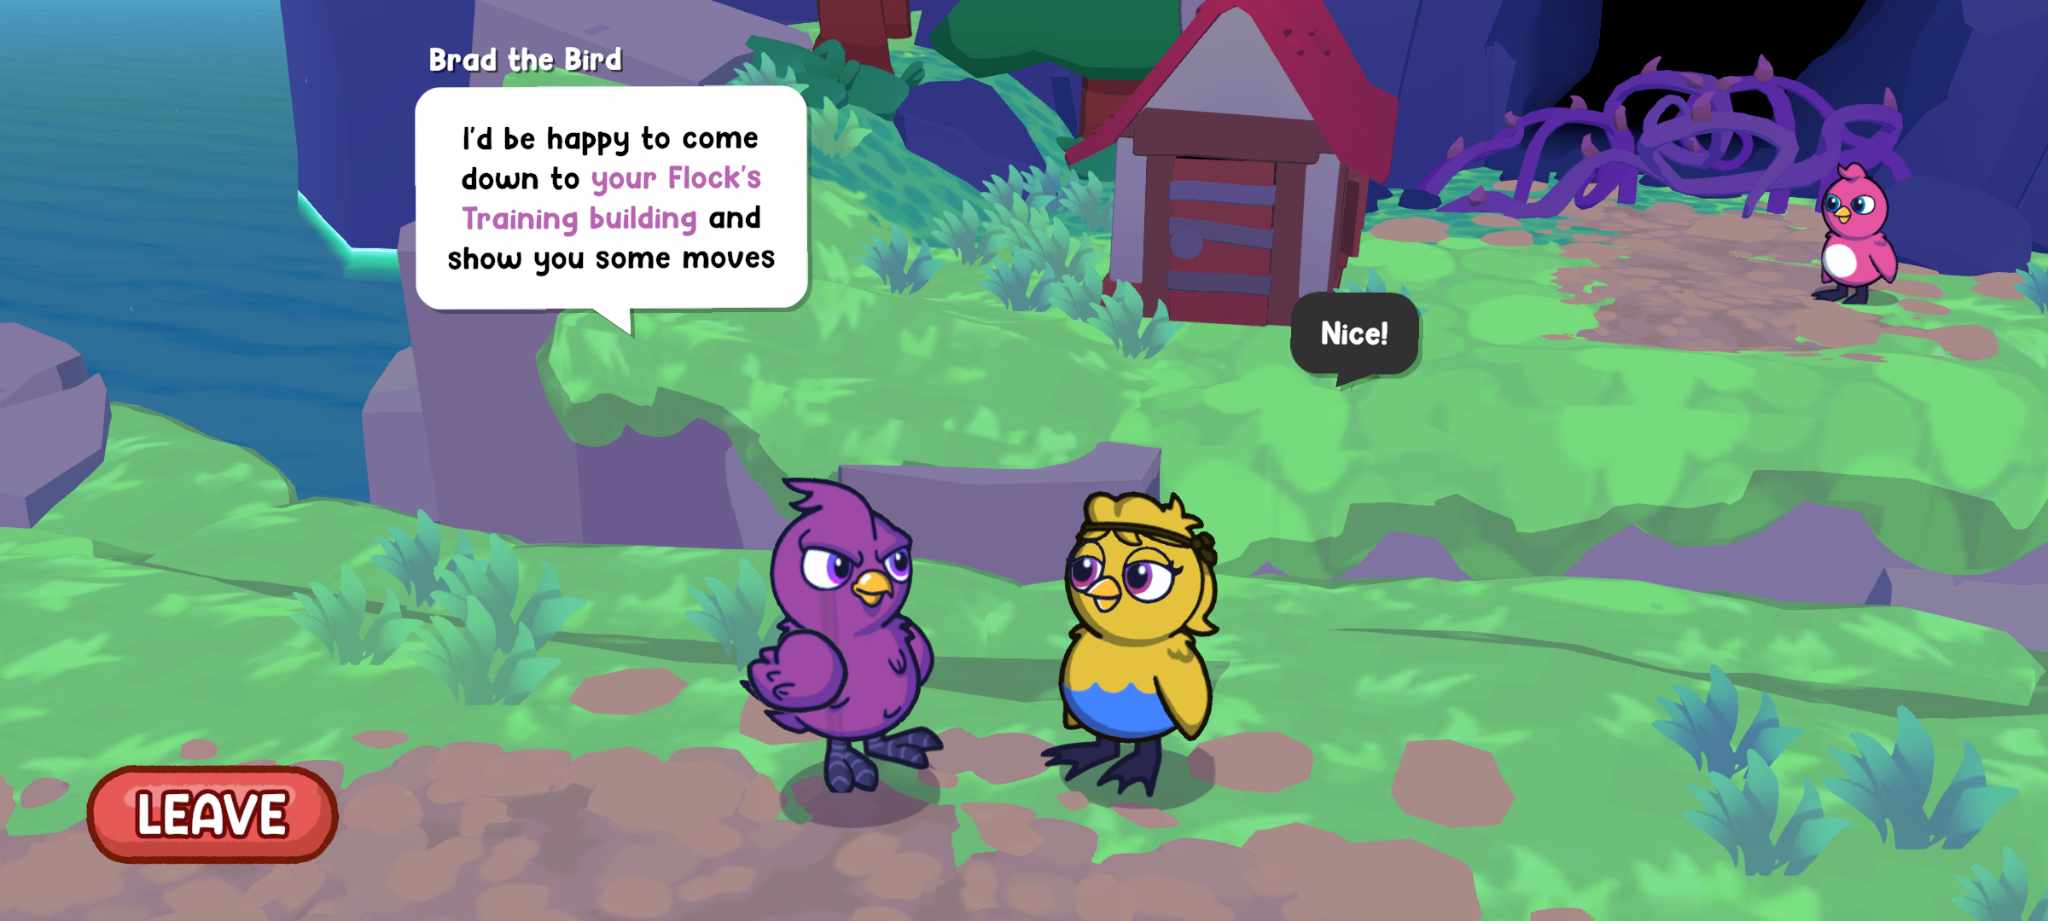 Brad the Bird
I'd be happy to come
down to your Flock's
Training building and
show you some moves
Nice!
LEAVE